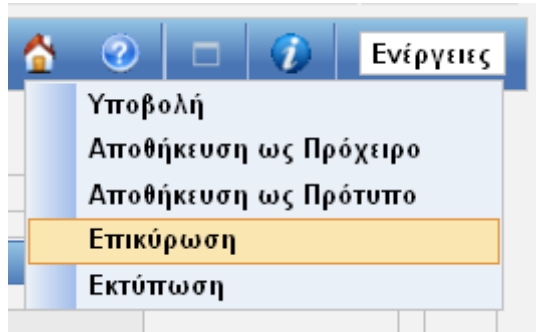 Ενέργειες
Υποβολή
Αποθήκευση ως Πρόχειρο
Αποθήκευση ως Πρότυπο
Επικύρωση
Εκτύπωση